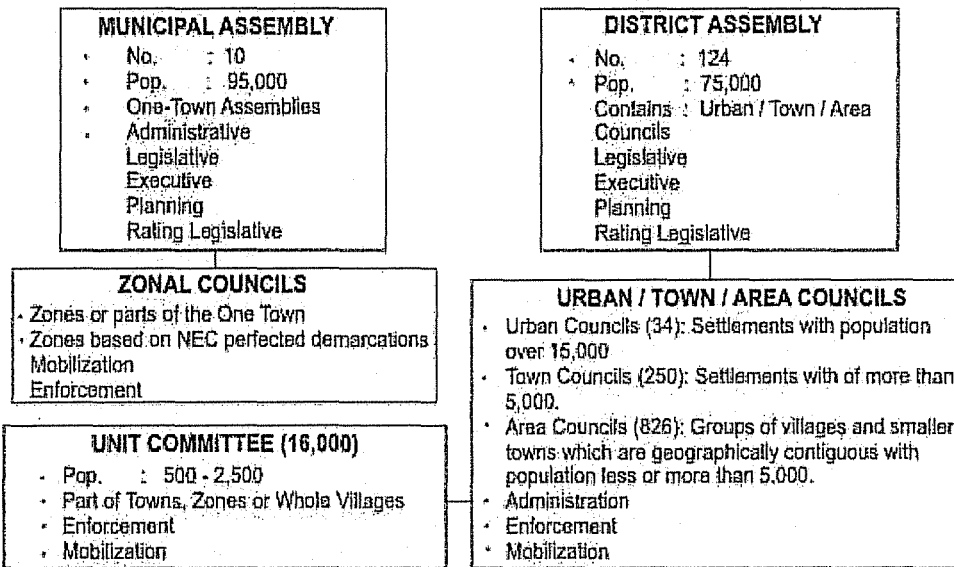 MUNICIPAL ASSEMBLY
• No. : 10
• Pop. : 95,000
• One-Town Assemblies
• Administrative
Legislative
Executive
Planning
Rating Legislative
DISTRICT ASSEMBLY
• No. : 124
• Pop. : 75,000
Contains : Urban / Town / Area
Councils
Legislative
Executive
Planning
Rating Legislative
ZONAL COUNCILS
• Zones or parts of the One Town
• Zones based on NEC perfected demarcations
Mobilization
Enforcement
URBAN / TOWN / AREA COUNCILS
• Urban Councils (34): Settlements with population
over 15,000
• Town Councils (250): Settlements with of more than
5,000.
• Area Councils (826): Groups of villages and smaller
towns which are geographically contiguous with
population less or more than 5,000.
• Administration
• Enforcement
• Mobilization
UNIT COMMITTEE (16,000)
• Pop. : 500 - 2,500
• Part of Towns, Zones or Whole Villages
• Enforcement
• Mobilization